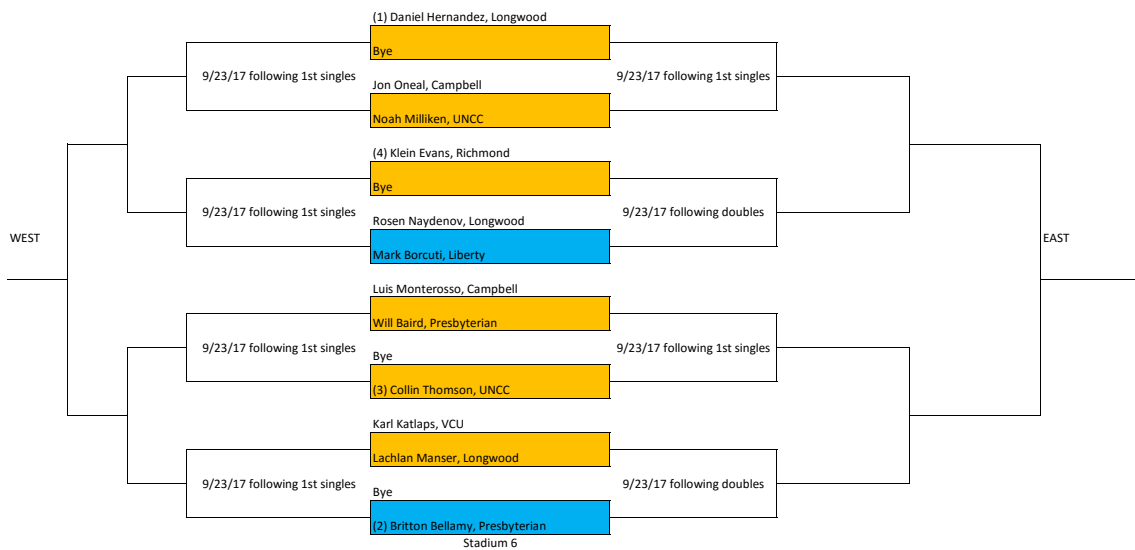 (1) Daniel Hernandez, Longwood
Bye
9/23/17 following 1st singles
9/23/17 following 1st singles
Jon Oneal, Campbell
Noah Milliken, UNCC
(4) Klein Evans, Richmond
Bye
9/23/17 following 1st singles
9/23/17 following doubles
Rosen Naydenov, Longwood
WEST
EAST
Mark Borcuti, Liberty
Luis Monterosso, Campbell
Will Baird, Presbyterian
9/23/17 following 1st singles
9/23/17 following 1st singles
Bye
(3) Collin Thomson, UNCC
Karl Katlaps, VCU
Lachlan Manser, Longwood
9/23/17 following 1st singles
9/23/17 following doubles
Bye
(2) Britton Bellamy, Presbyterian
Stadium 6